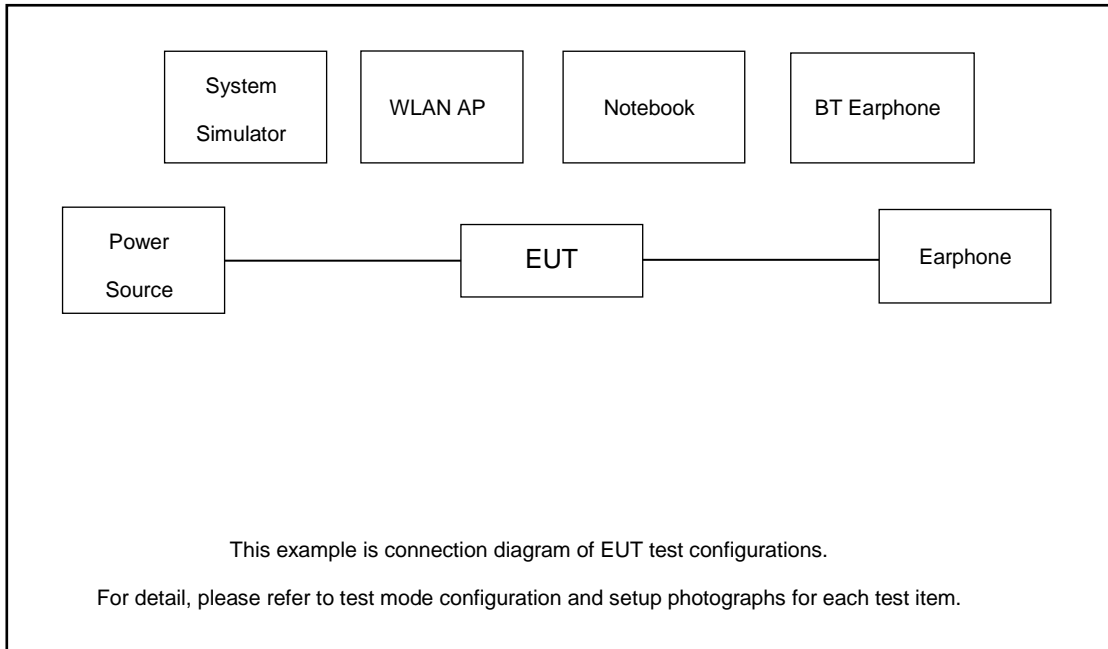 System
Simulator
WLAN AP
Notebook
BT Earphone
Power
Source
EUT
Earphone
This example is connection diagram of EUT test configurations.
For detail, please refer to test mode configuration and setup photographs for each test item.